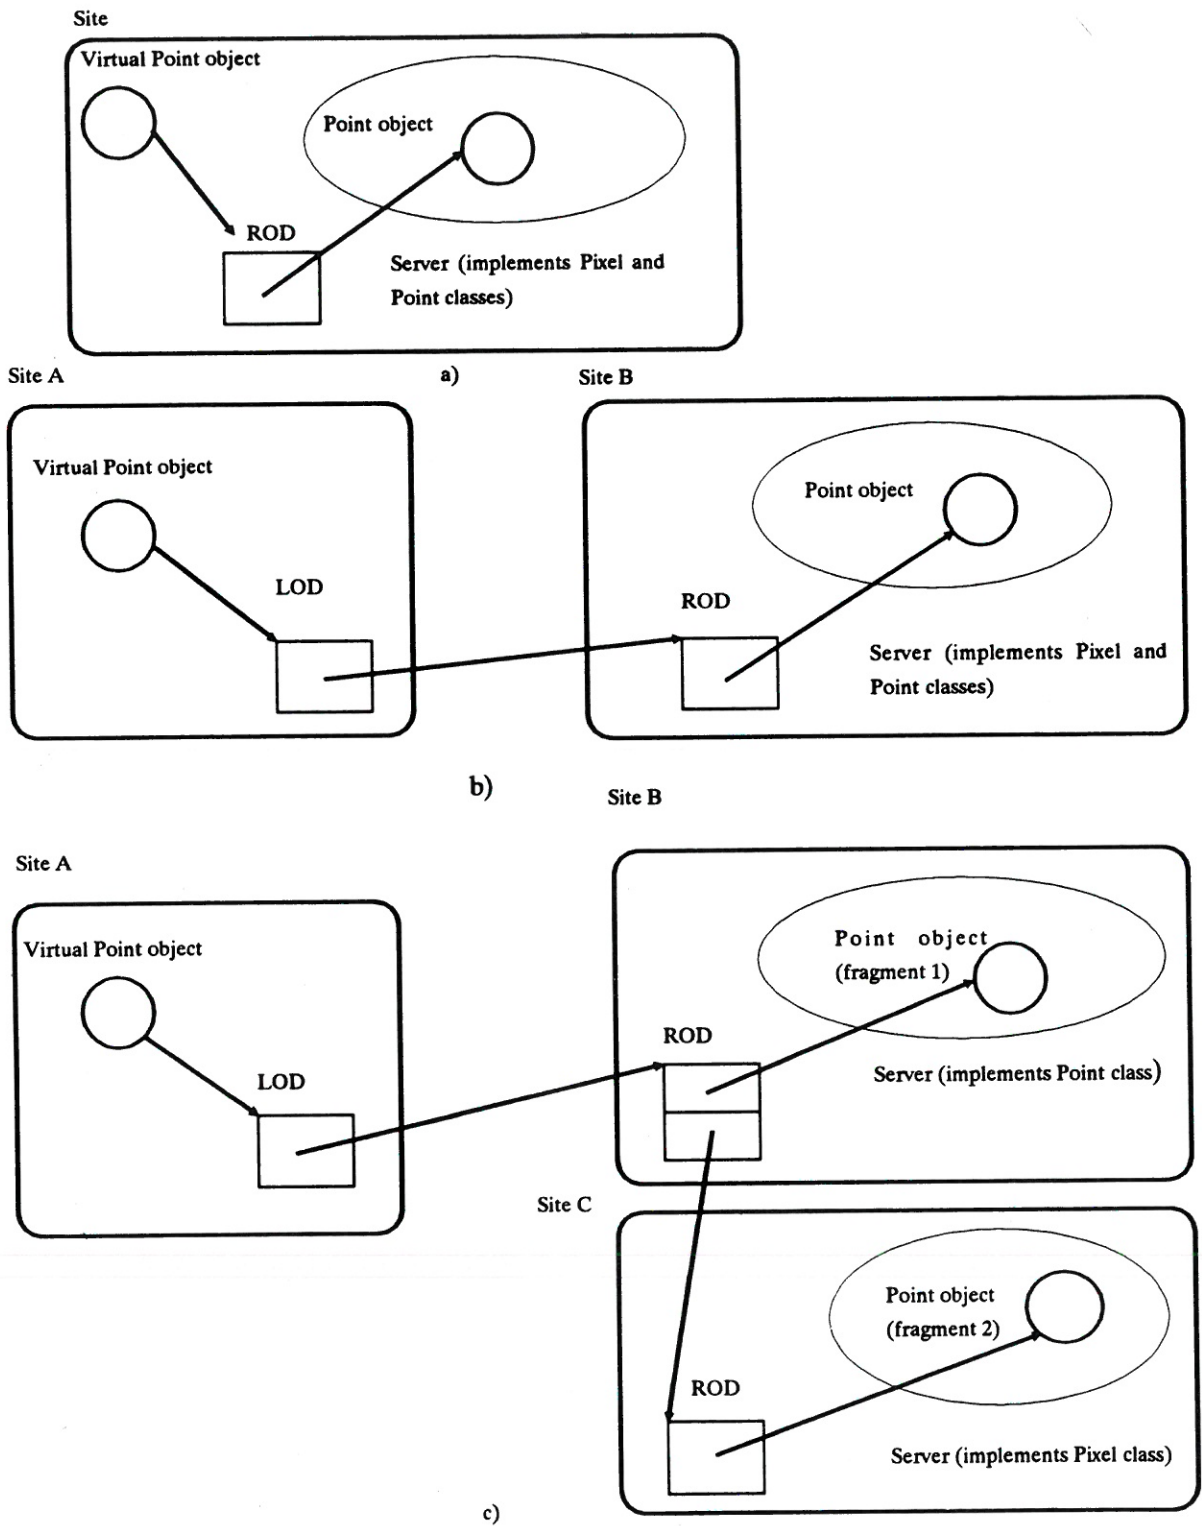 Site
Virtual Point object
Point object
ROD
Server (implements Pixel and
Point classes)
a)
Site A
Site B
Virtual Point object
Point object
LOD
ROD
Server (implements Pixel and
Point classes)
b)
Site B
Site A
Virtual Point object
Point object
(fragment 1)
ROD
LOD
Server (implements Point class)
Site C
Point object
(fragment 2)
ROD
Server (implements Pixel class)
c)